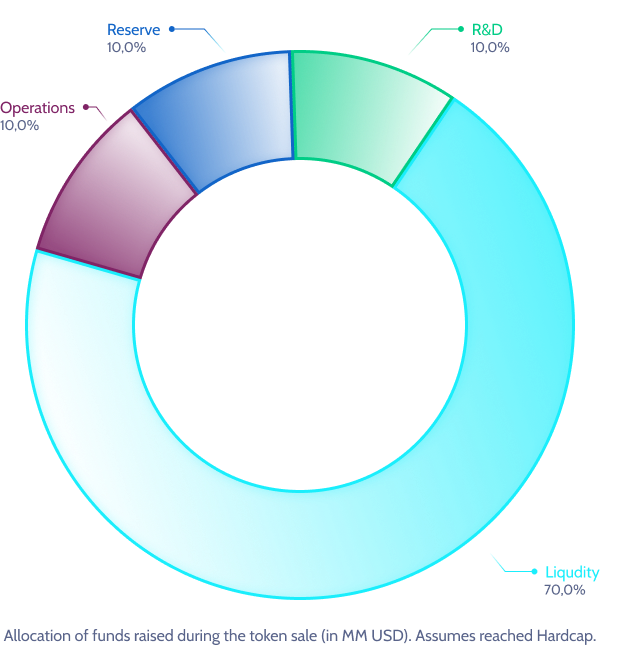 Reserve
10,0%
R&D
10,0%
Operations
10,0%
Liqudity
70,0%
Allocation of funds raised during the token sale (in MM USD). Assumes reached Hardcap.